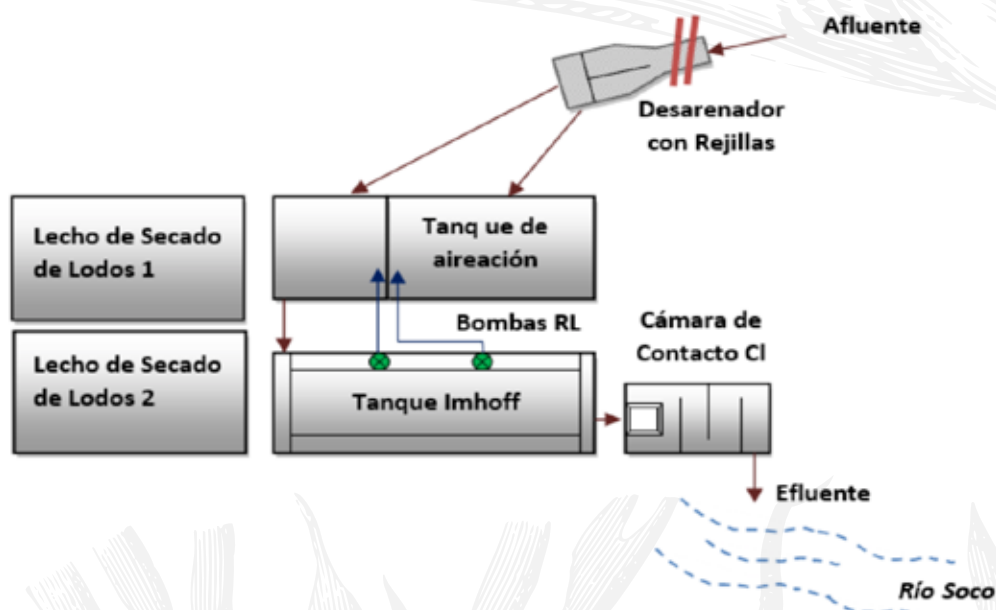 Afluente
Desarenador
con Rejillas
Lecho de Secado
de Lodos 1
Tanq ue de
aireación
Bombas RL
Cámara de
Contacto Cl
Lecho de Secado
de Lodos 2
Tanque Imhoff
Efluente
Río Soco